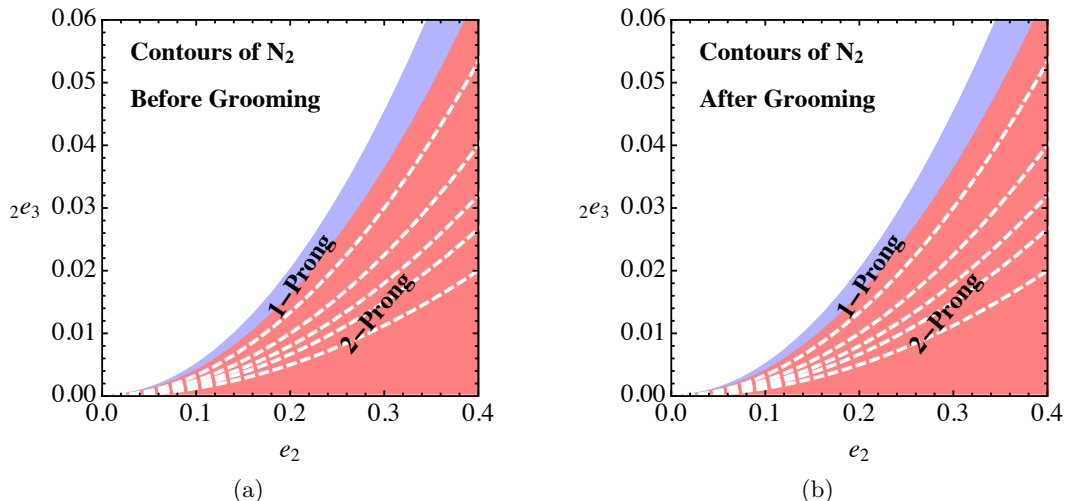 Contours of N₂
Before Grooming
1–Prong
2–Prong
₂e₃
0.06
0.05
0.04
0.03
0.02
0.01
0.00
0.0 0.1 0.2 0.3 0.4
e₂
(a)
Contours of N₂
After Grooming
1–Prong
2–Prong
₂e₃
0.06
0.05
0.04
0.03
0.02
0.01
0.00
0.0 0.1 0.2 0.3 0.4
e₂
(b)